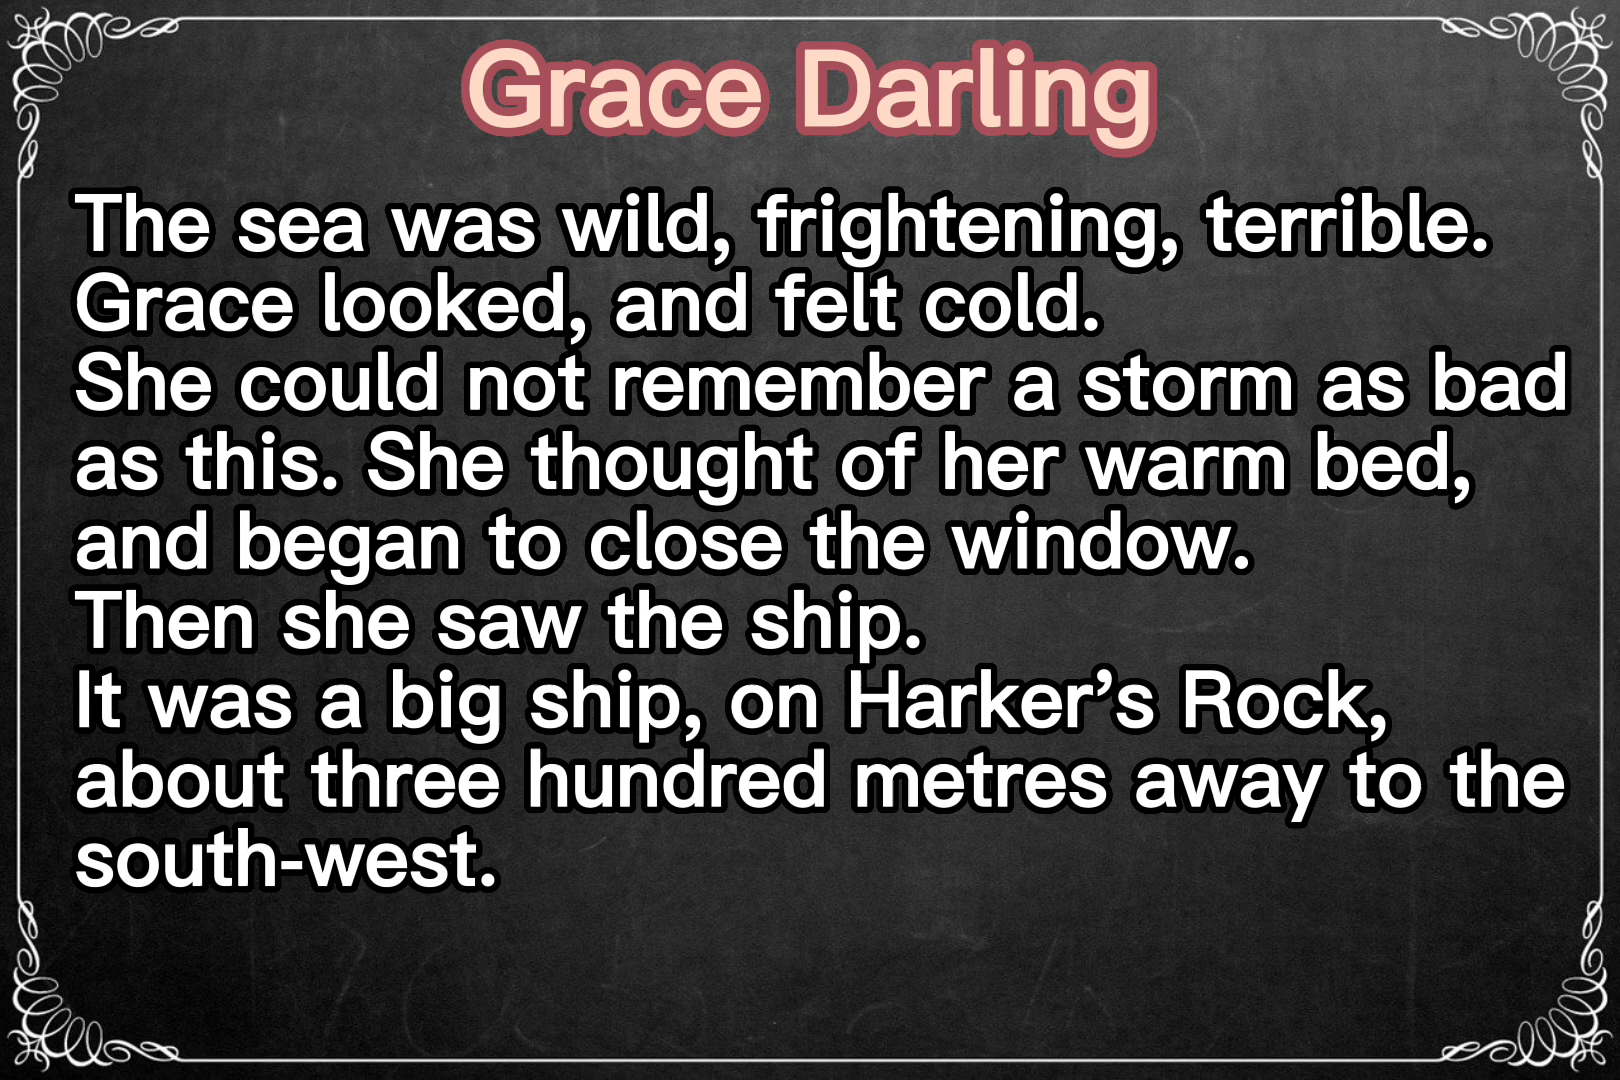 Grace Darling
The sea was wild, frightening, terrible.
Grace looked, and felt cold.
She could not remember a storm as bad
as this. She thought of her warm bed,
and began to close the window.
Then she saw the ship.
It was a big ship, on Harker’s Rock,
about three hundred metres away to the
south-west.